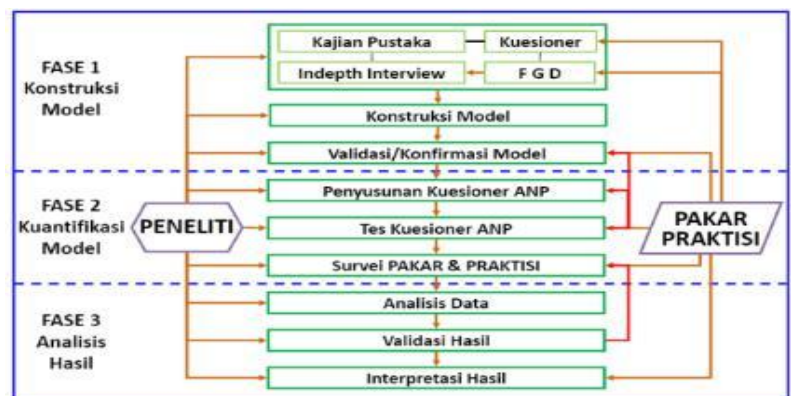 FASE 1
Konstruksi
Model
Kajian Pustaka
Kuesioner
Indepth Interview
F G D
Konstruksi Model
Validasi/Konfirmasi Model
FASE 2
Kuantifikasi
Model
PENELITI
Penyusunan Kuesioner ANP
Tes Kuesioner ANP
Survei PAKAR & PRAKTISI
PAKAR
PRAKTISI
FASE 3
Analisis
Hasil
Analisis Data
Validasi Hasil
Interpretasi Hasil